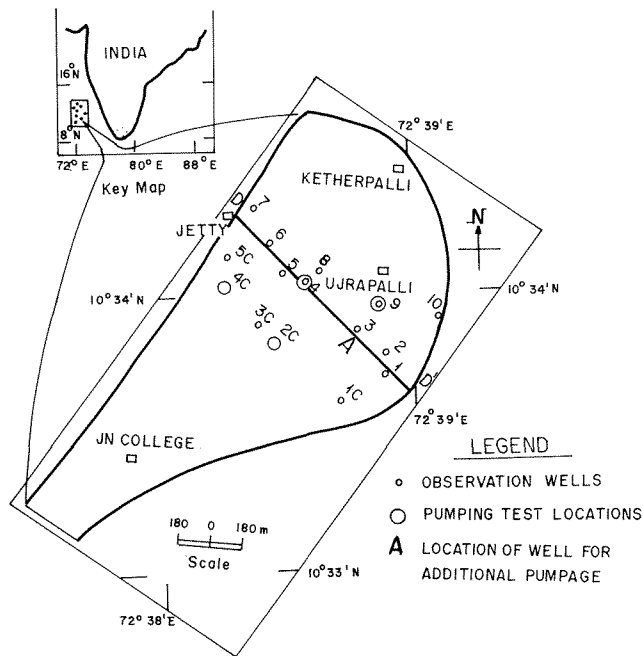 INDIA
16°N
8°N
72°E 80°E 88°E
Key Map
72° 39' E
KETHERPALLI
N
D
7
JETTY
6
5C
5
8
4C
4
UJRAPALLI
9
10
10° 34' N
10° 34' N
3C
2C
3
A
2
1
D'
1C
72° 39' E
JN COLLEGE
LEGEND
OBSERVATION WELLS
PUMPING TEST LOCATIONS
A LOCATION OF WELL FOR
ADDITIONAL PUMPAGE
180 0 180 m
Scale
10° 33' N
72° 38' E